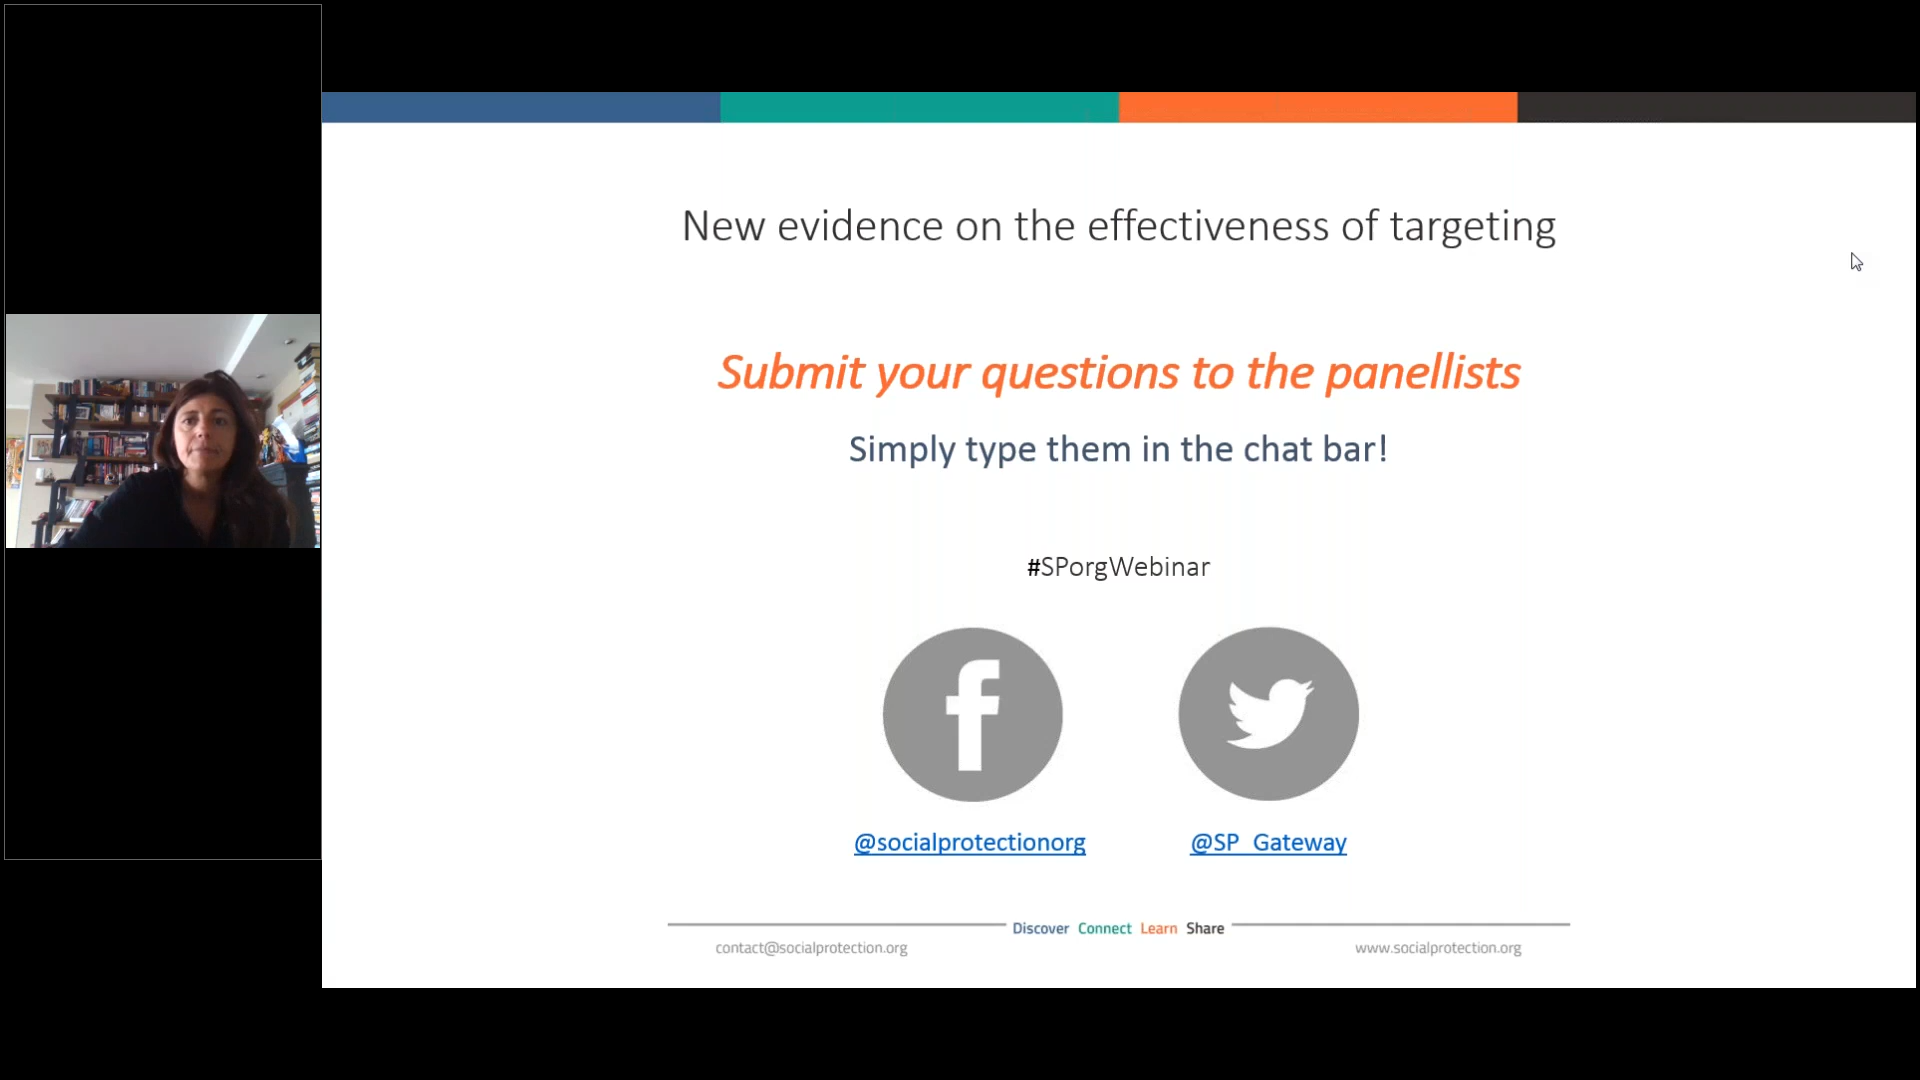 New evidence on the effectiveness of targeting
Submit your questions to the panellists
Simply type them in the chat bar!
#SPorgWebinar
@socialprotectionorg
@SP_Gateway
Discover Connect Learn Share
contact@socialprotection.org
www.socialprotection.org